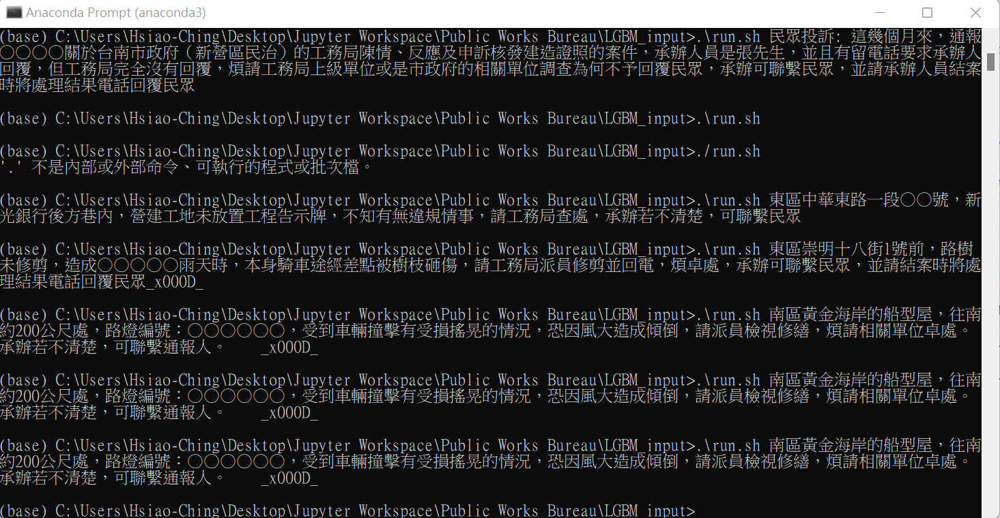 Anaconda Prompt (anaconda3)
(base) C:\Users\Hsiao-Ching\Desktop\Jupyter Workspace\Public Works Bureau\LGBM_input>.\run.sh 民眾投訴: 這幾個月來，通報
○○○○關於台南市政府（新營區民治）的工務局陳情、反應及申訴核發建造證照的案件，承辦人員是張先生，並且有留電話要求承辦人
回覆，但工務局完全沒有回覆，煩請工務局上級單位或是市政府的相關單位調查為何不予回覆民眾，承辦可聯繫民眾，並請承辦人員結案
時將處理結果電話回覆民眾
(base) C:\Users\Hsiao-Ching\Desktop\Jupyter Workspace\Public Works Bureau\LGBM_input>.\run.sh
(base) C:\Users\Hsiao-Ching\Desktop\Jupyter Workspace\Public Works Bureau\LGBM_input>./run.sh
'.' 不是內部或外部命令、可執行的程式或批次檔。
(base) C:\Users\Hsiao-Ching\Desktop\Jupyter Workspace\Public Works Bureau\LGBM_input>.\run.sh 東區中華東路一段○○號，新
光銀行後方巷內，營建工地未放置工程告示牌，不知有無違規情事，請工務局查處，承辦若不清楚，可聯繫民眾
(base) C:\Users\Hsiao-Ching\Desktop\Jupyter Workspace\Public Works Bureau\LGBM_input>.\run.sh 東區崇明十八街1號前，路樹
未修剪，造成○○○○○雨天時，本身騎車途經差點被樹枝砸傷，請工務局派員修剪並回電，煩卓處，承辦可聯繫民眾，並請結案時將處
理結果電話回覆民眾_x000D_
(base) C:\Users\Hsiao-Ching\Desktop\Jupyter Workspace\Public Works Bureau\LGBM_input>.\run.sh 南區黃金海岸的船型屋，往南
約200公尺處，路燈編號：○○○○○○，受到車輛撞擊有受損搖晃的情況，恐因風大造成傾倒，請派員檢視修繕，煩請相關單位卓處。
承辦若不清楚，可聯繫通報人。    _x000D_
(base) C:\Users\Hsiao-Ching\Desktop\Jupyter Workspace\Public Works Bureau\LGBM_input>.\run.sh 南區黃金海岸的船型屋，往南
約200公尺處，路燈編號：○○○○○○，受到車輛撞擊有受損搖晃的情況，恐因風大造成傾倒，請派員檢視修繕，煩請相關單位卓處。
承辦若不清楚，可聯繫通報人。    _x000D_
(base) C:\Users\Hsiao-Ching\Desktop\Jupyter Workspace\Public Works Bureau\LGBM_input>.\run.sh 南區黃金海岸的船型屋，往南
約200公尺處，路燈編號：○○○○○○，受到車輛撞擊有受損搖晃的情況，恐因風大造成傾倒，請派員檢視修繕，煩請相關單位卓處。
承辦若不清楚，可聯繫通報人。    _x000D_
(base) C:\Users\Hsiao-Ching\Desktop\Jupyter Workspace\Public Works Bureau\LGBM_input>